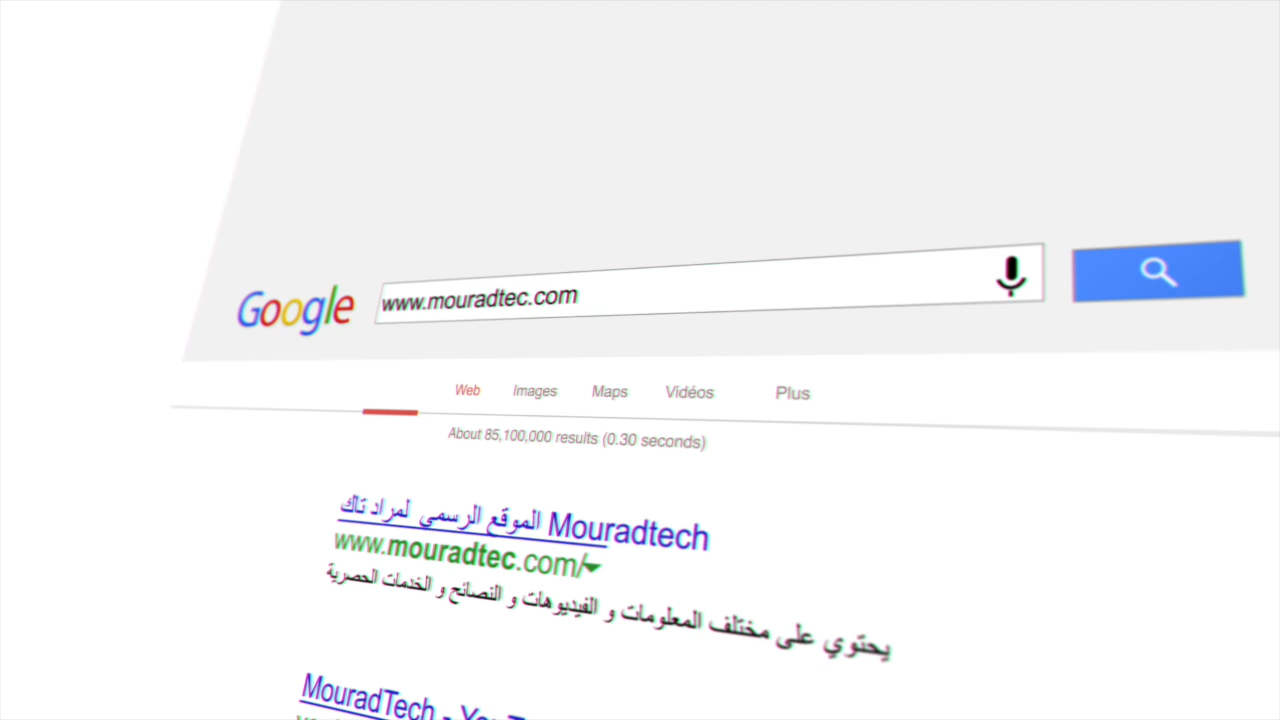 Google
www.mouradtec.com
Web Images Maps Vidéos Plus
About 85,100,000 results (0.30 seconds)
Mouradtech الموقع الرسمي لمراد تاك
www.mouradtec.com/
يحتوي على مختلف المعلومات و الفيديوهات و النصائح و الخدمات الحصرية
MouradTech -